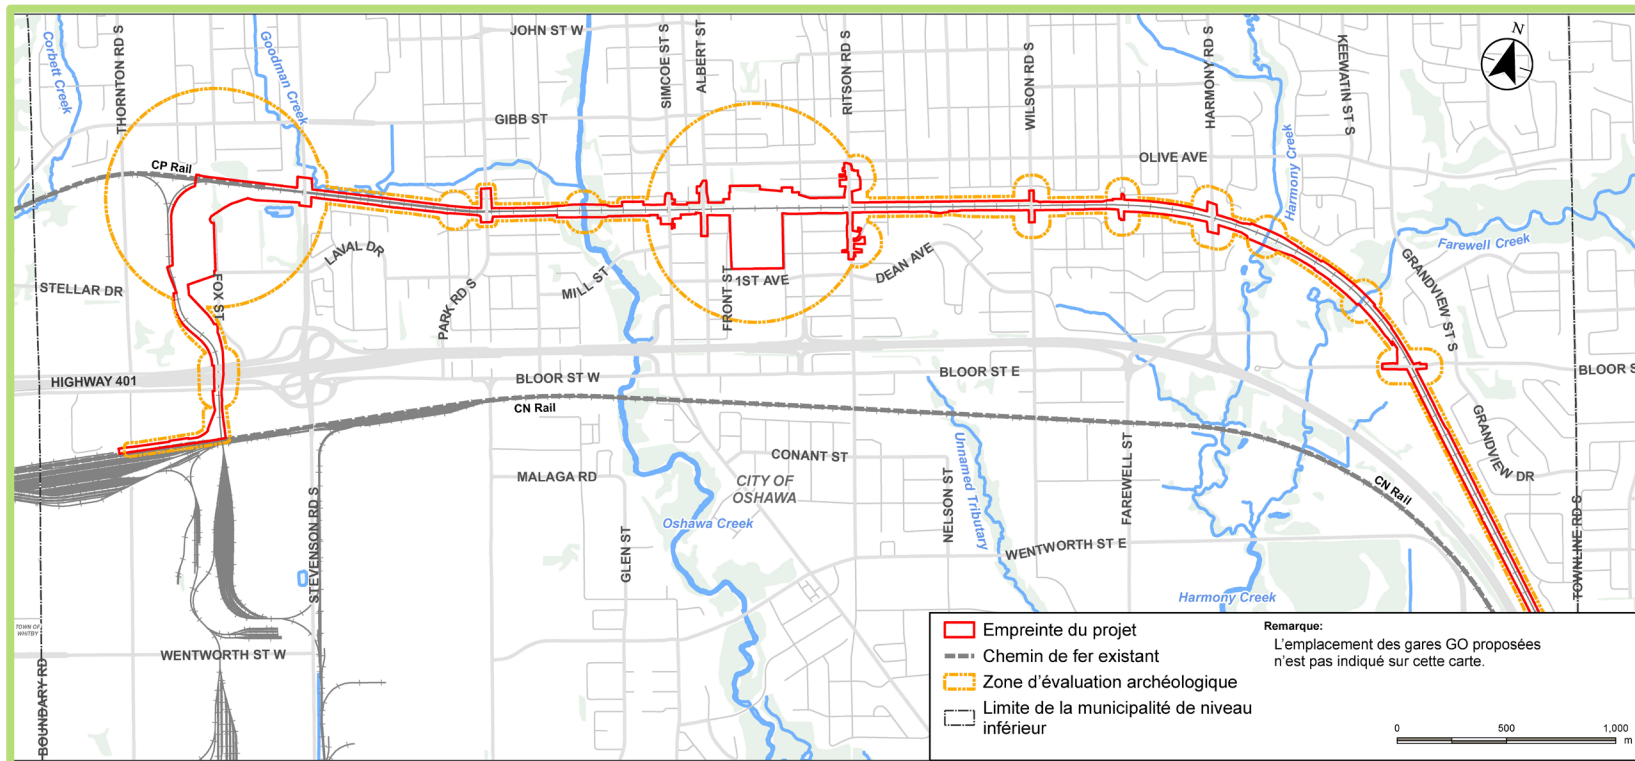 JOHN ST W
Corbett Creek
THORNTON RD S
Goodman Creek
SIMCOE ST S
ALBERT ST
RITSON RD S
WILSON RD S
HARMONY RD S
KEEWATIN ST S
N
GIBB ST
CP Rail
OLIVE AVE
Harmony Creek
Farewell Creek
LAVAL DR
STELLAR DR
FOX ST
PARK RD S
MILL ST
FRONT ST
1ST AVE
DEAN AVE
GRANDVIEW ST S
HIGHWAY 401
BLOOR ST W
BLOOR ST E
BLOOR S
CN Rail
MALAGA RD
CITY OF
OSHAWA
CONANT ST
Unnamed Tributary
NELSON ST
FAREWELL ST
CN Rail
GRANDVIEW DR
TOWNLINE RD S
STEVENSON RD S
Oshawa Creek
GLEN ST
WENTWORTH ST E
Harmony Creek
TOWN OF
WHITBY
WENTWORTH ST W
BOUNDARY RD
Empreinte du projet
Chemin de fer existant
Zone d'évaluation archéologique
Limite de la municipalité de niveau
inférieur
Remarque:
L'emplacement des gares GO proposées
n'est pas indiqué sur cette carte.
0 500 1,000
m